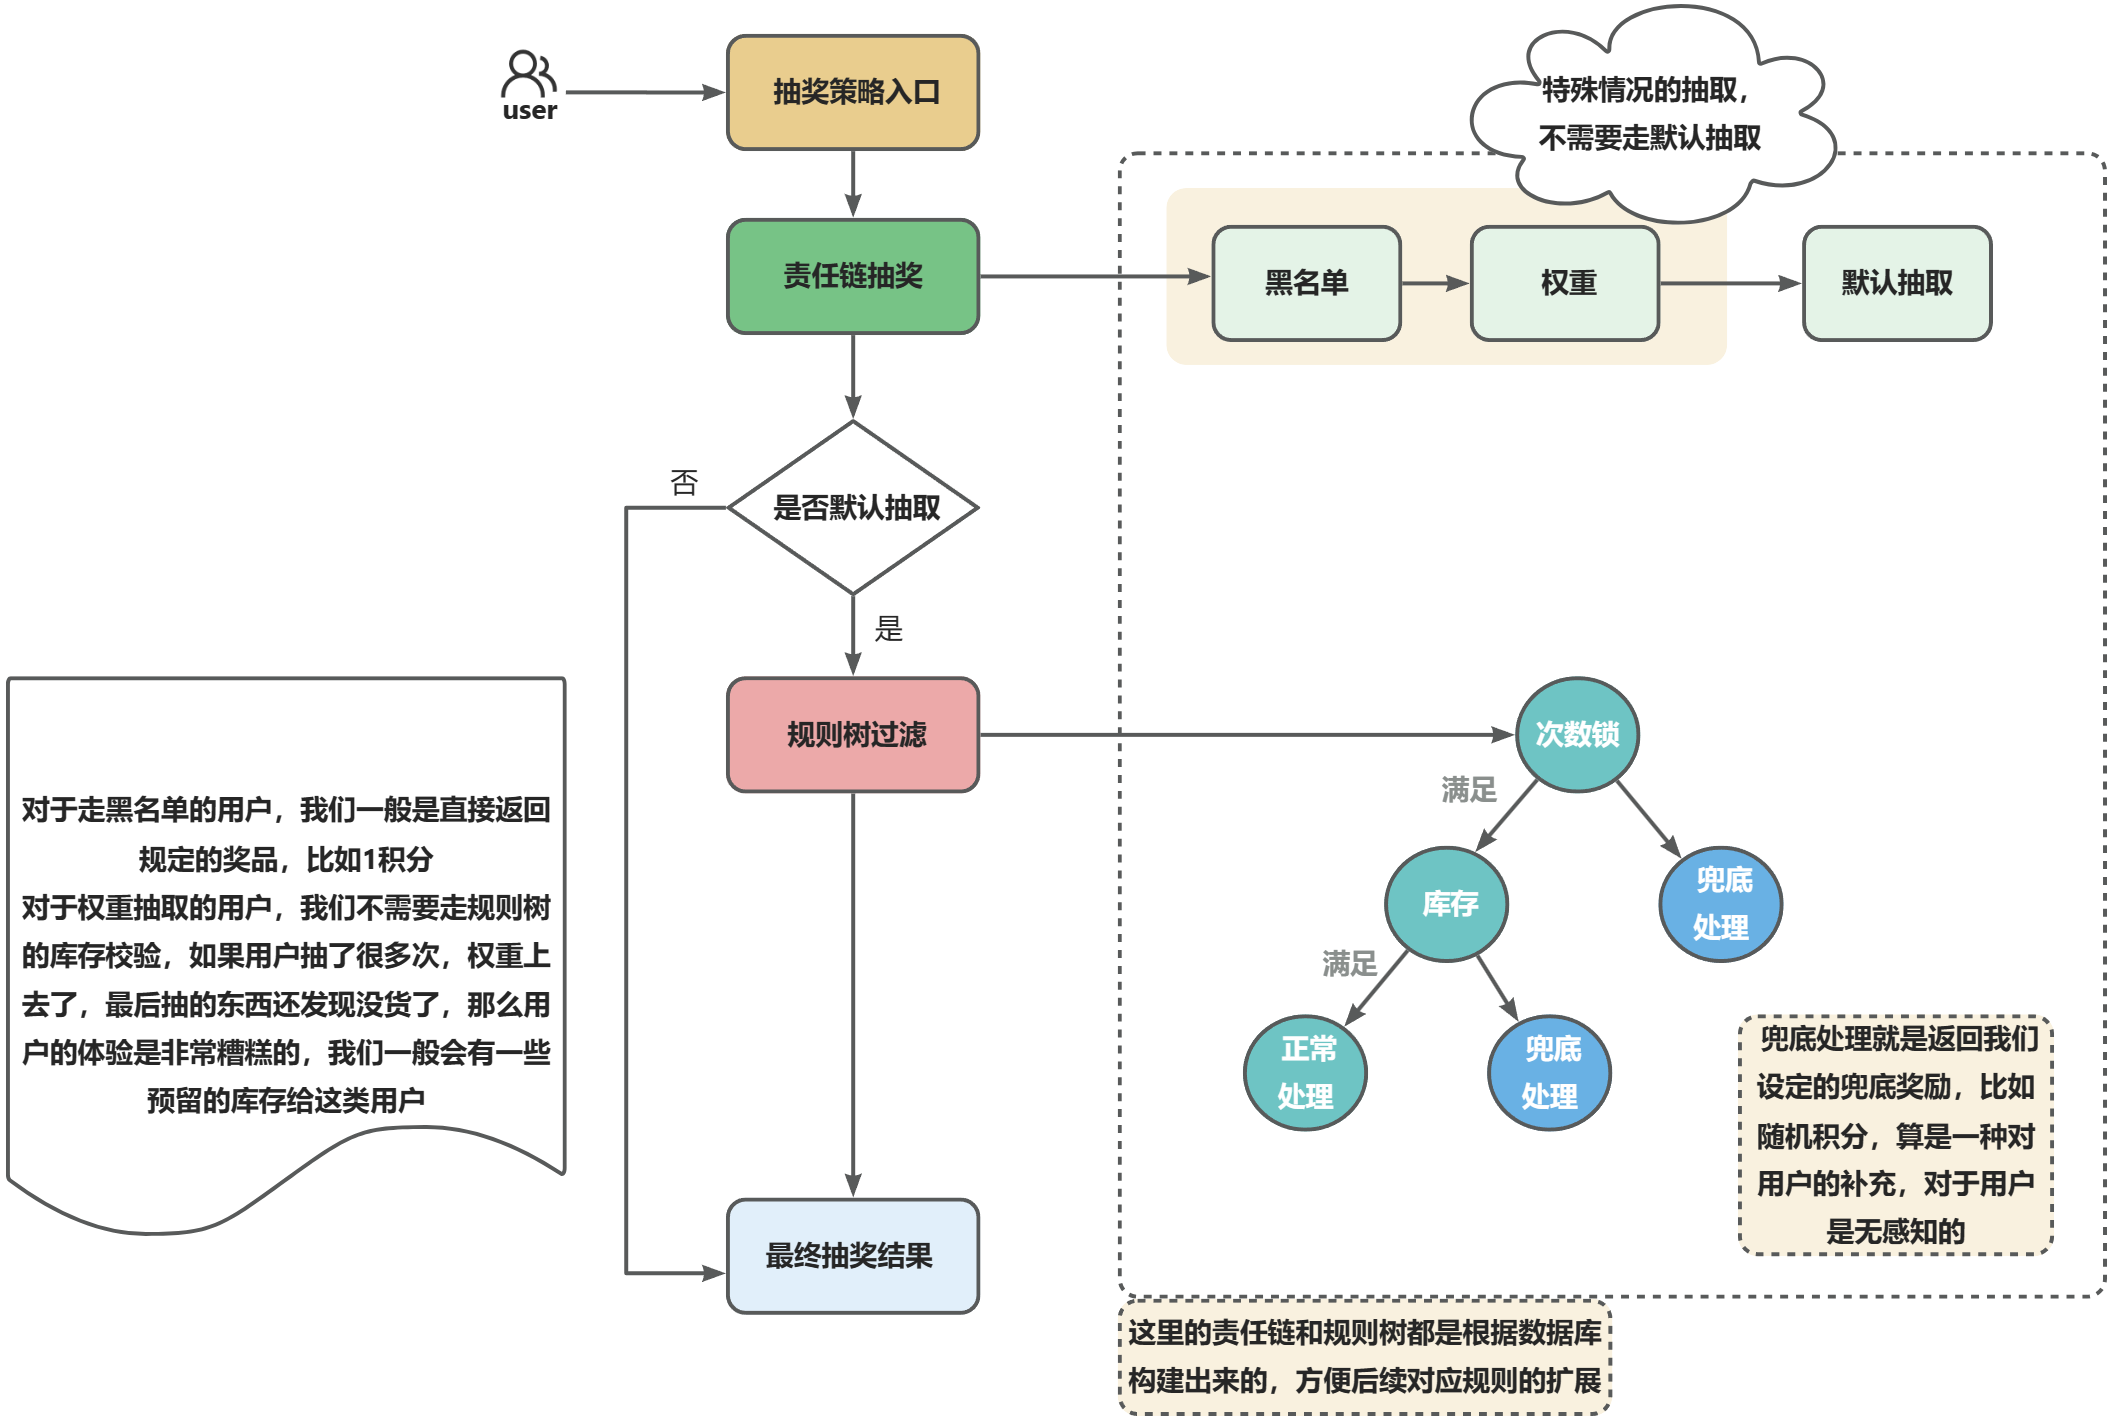 user
抽奖策略入口
特殊情况的抽取，
不需要走默认抽取
责任链抽奖
黑名单
权重
默认抽取
否
是否默认抽取
是
规则树过滤
次数锁
满足
库存
兜底
处理
满足
正常
处理
兜底
处理
对于走黑名单的用户，我们一般是直接返回
规定的奖品，比如1积分
对于权重抽取的用户，我们不需要走规则树
的库存校验，如果用户抽了很多次，权重上
去了，最后抽的东西还发现没货了，那么用
户的体验是非常糟糕的，我们一般会有一些
预留的库存给这类用户
兜底处理就是返回我们
设定的兜底奖励，比如
随机积分，算是一种对
用户的补充，对于用户
是无感知的
最终抽奖结果
这里的责任链和规则树都是根据数据库
构建出来的，方便后续对应规则的扩展